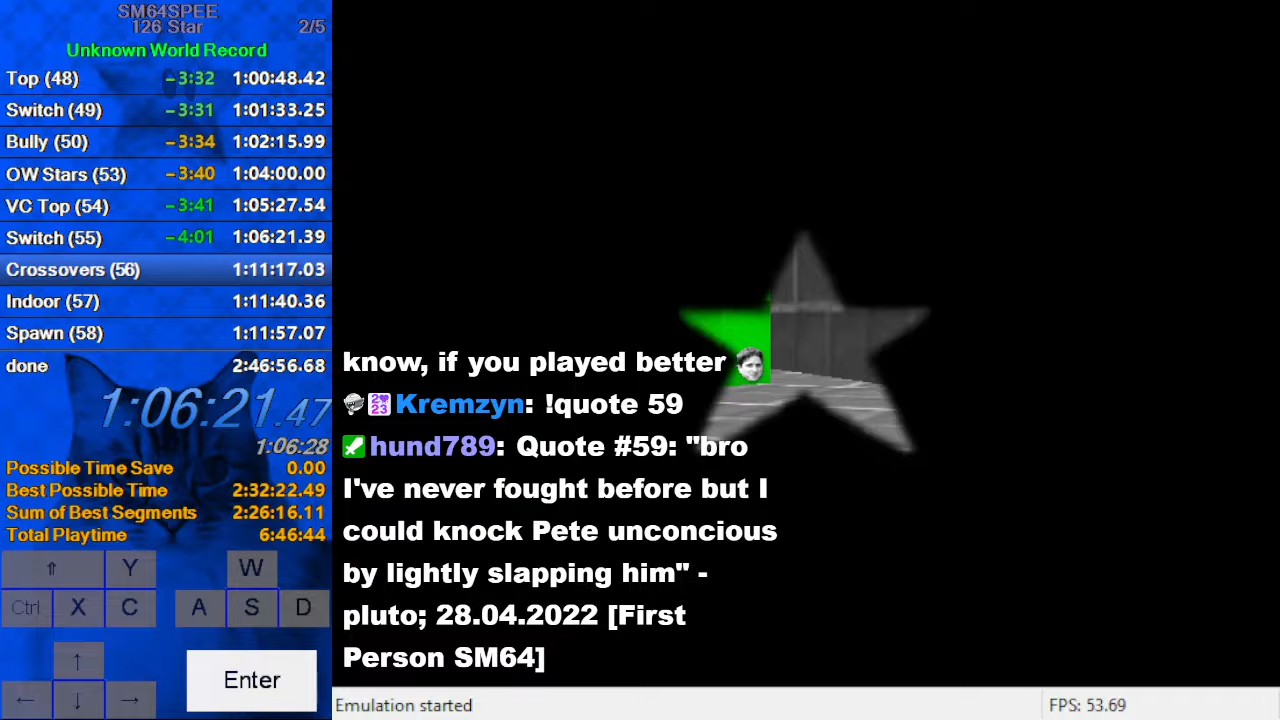 SM64SPEE
126 Star 2/5
Unknown World Record
Top (48) -3:32 1:00:48.42
Switch (49) -3:31 1:01:33.25
Bully (50) -3:34 1:02:15.99
OW Stars (53) -3:40 1:04:00.00
VC Top (54) -3:41 1:05:27.54
Switch (55) -4:01 1:06:21.39
Crossovers (56) 1:11:17.03
Indoor (57) 1:11:40.36
Spawn (58) 1:11:57.07
done 2:46:56.68
1:06:21.47
1:06:28
Possible Time Save 0.00
Best Possible Time 2:32:22.49
Sum of Best Segments 2:26:16.11
Total Playtime 6:46:44
⇑ Y W
Ctrl X C A S D
↑
← ↓ → Enter
know, if you played better
Kremzyn: !quote 59
hund789: Quote #59: "bro
I've never fought before but I
could knock Pete unconcious
by lightly slapping him" -
pluto; 28.04.2022 [First
Person SM64]
Emulation started FPS: 53.69